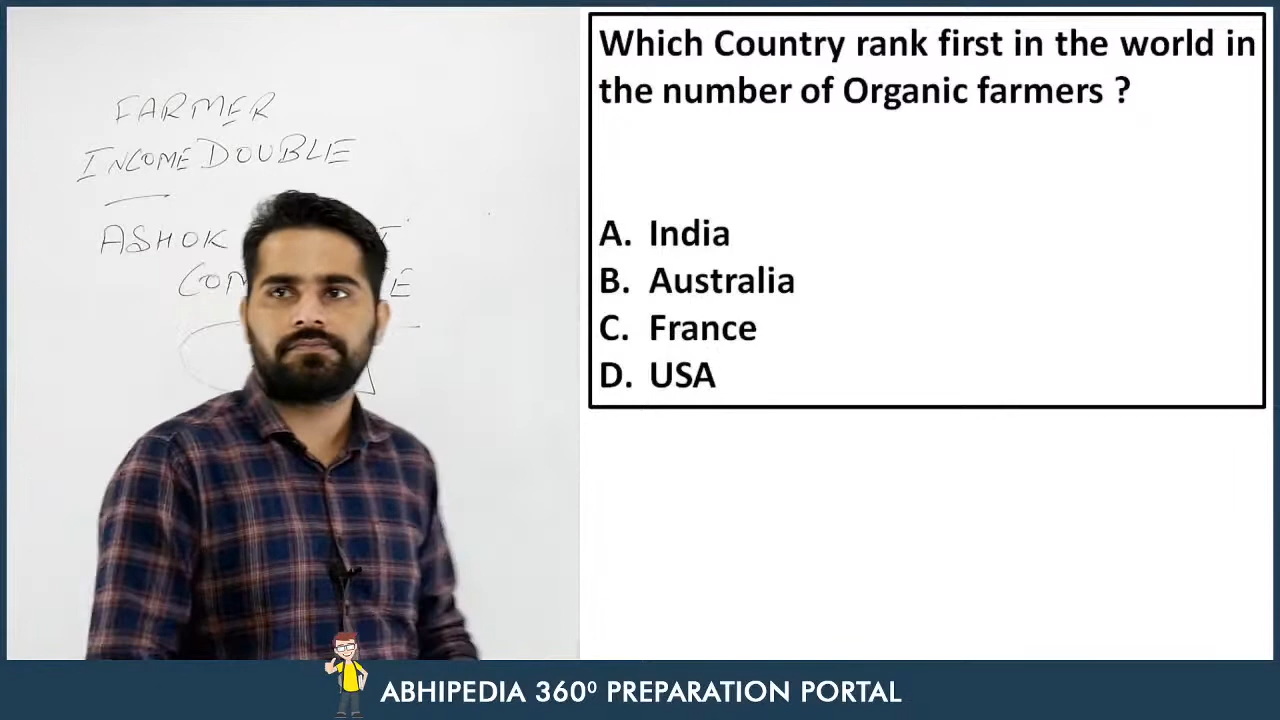 FARMER
INCOME DOUBLE
ASHOK
Which Country rank first in the world in
the number of Organic farmers ?
A. India
B. Australia
C. France
D. USA
ABHIPEDIA 360⁰ PREPARATION PORTAL